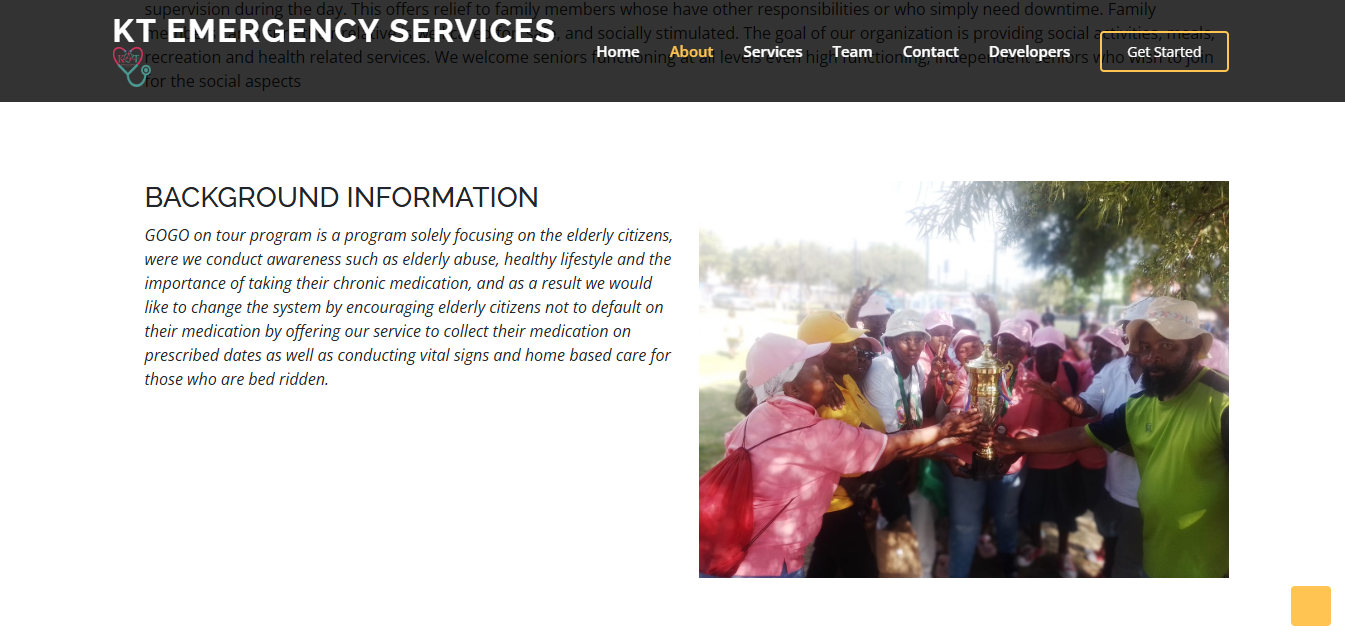 supervision during the day. This offers relief to family members whose have other responsibilities or who simply need downtime. Family
KT EMERGENCY SERVICES
and socially stimulated. The goal of our organization is providing social activities, meals,
Home About Services Team Contact Developers Get Started
recreation and health related services. We welcome seniors functioning at all levels even high functioning, independent seniors who wish to join
for the social aspects
BACKGROUND INFORMATION
GOGO on tour program is a program solely focusing on the elderly citizens,
were we conduct awareness such as elderly abuse, healthy lifestyle and the
importance of taking their chronic medication, and as a result we would
like to change the system by encouraging elderly citizens not to default on
their medication by offering our service to collect their medication on
prescribed dates as well as conducting vital signs and home based care for
those who are bed ridden.